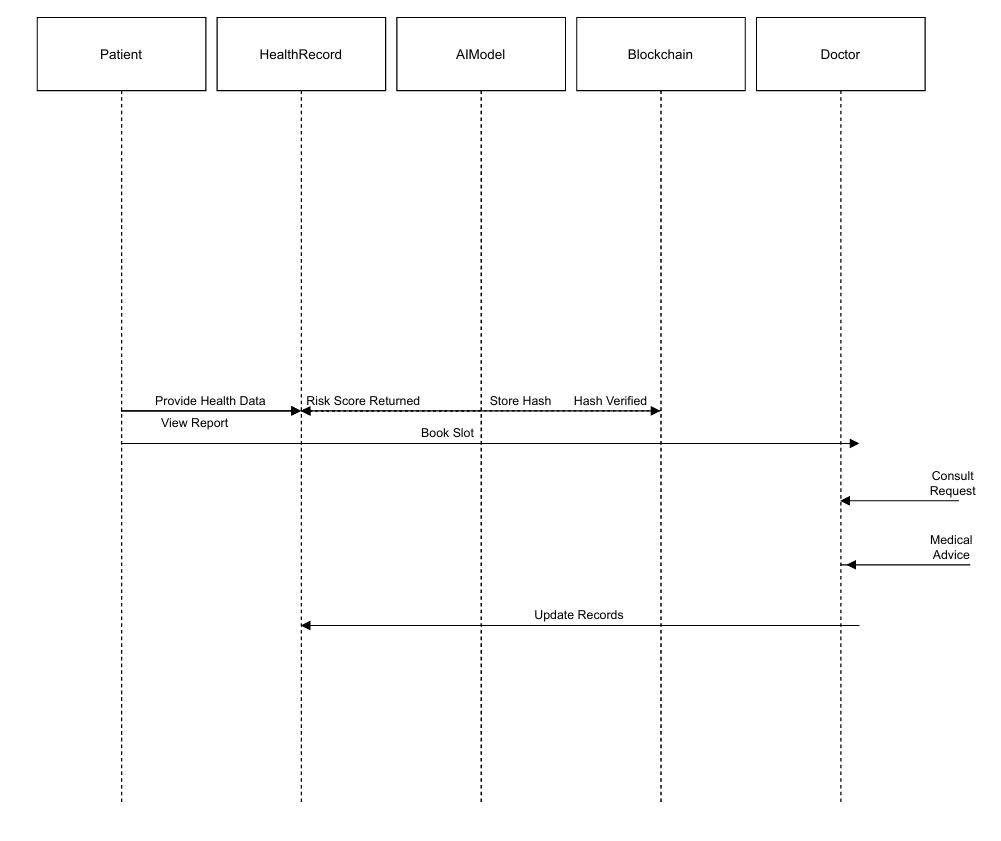 Patient
HealthRecord
AIModel
Blockchain
Doctor
Provide Health Data
Risk Score Returned
Store Hash
Hash Verified
View Report
Book Slot
Consult
Request
Medical
Advice
Update Records